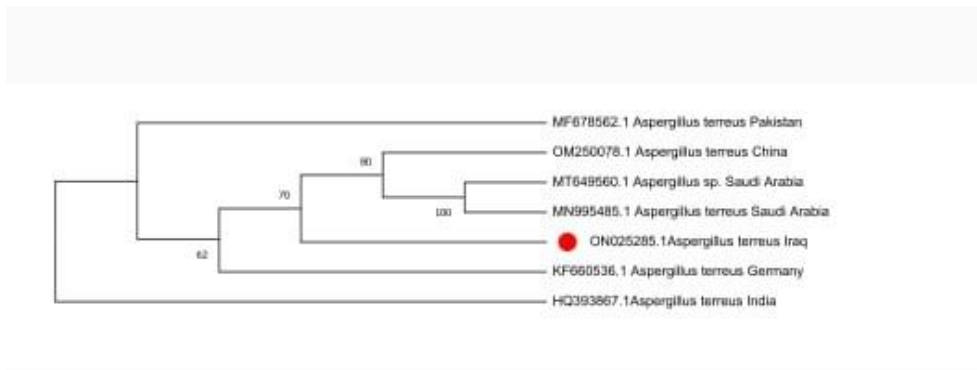 MF678562.1 Aspergillus terreus Pakistan
OM250078.1 Aspergillus terreus China
90
MT649560.1 Aspergillus sp. Saudi Arabia
70
MN995485.1 Aspergillus terreus Saudi Arabia
100
ON025285.1Aspergillus terreus Iraq
62
KF660536.1 Aspergillus terreus Germany
HQ393867.1Aspergillus terreus India